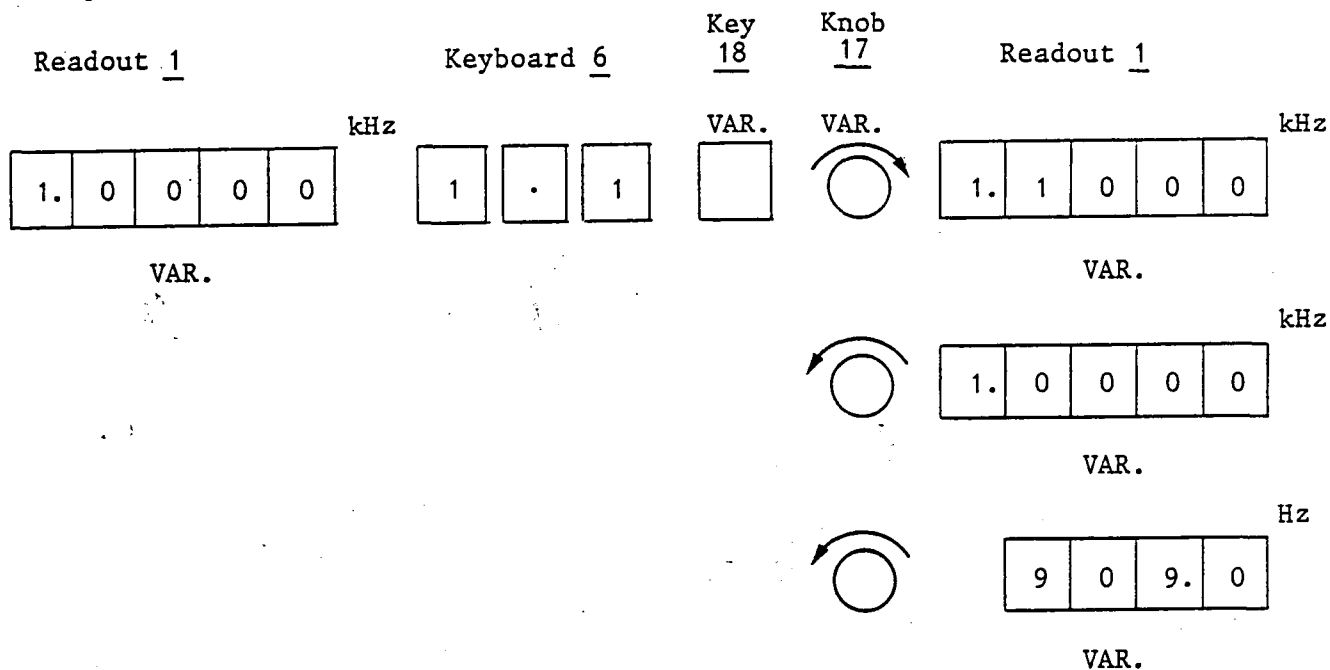 Key Knob
Readout 1 Keyboard 6 18 17 Readout 1
kHz VAR. VAR. kHz
1. 0 0 0 0 1 . 1 1. 1 0 0 0
VAR. VAR.
kHz
1. 0 0 0 0
VAR.
Hz
9 0 9. 0
VAR.